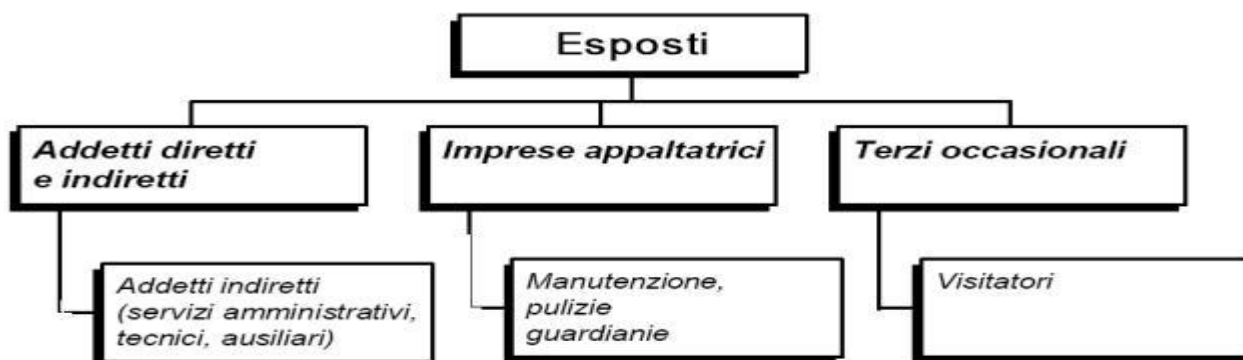 Esposti
Addetti diretti
e indiretti
Imprese appaltatrici
Terzi occasionali
Addetti indiretti
(servizi amministrativi,
tecnici, ausiliari)
Manutenzione,
pulizie
guardianie
Visitatori